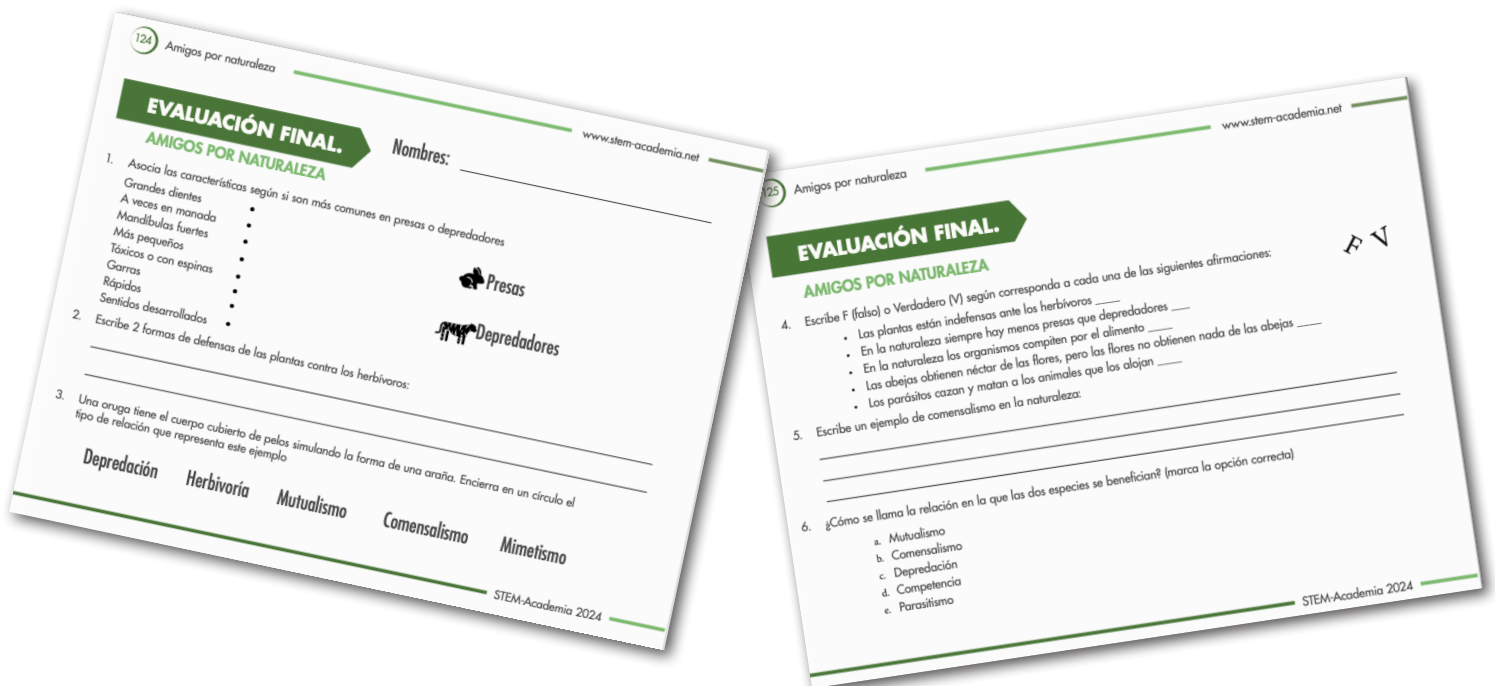 124 Amigos por naturaleza
www.stem-academia.net
EVALUACIÓN FINAL.
AMIGOS POR NATURALEZA
Nombres:
1. Asocia las características según si son más comunes en presas o depredadores
Grandes dientes
A veces en manada
Mandíbulas fuertes
Más pequeños
Tóxicos o con espinas
Garras
Rápidos
Sentidos desarrollados
Presas
Depredadores
2. Escribe 2 formas de defensas de las plantas contra los herbívoros:
3. Una oruga tiene el cuerpo cubierto de pelos simulando la forma de una araña. Encierra en un círculo el
tipo de relación que representa este ejemplo
Depredación Herbivoría Mutualismo Comensalismo Mimetismo
STEM-Academia 2024
125 Amigos por naturaleza
www.stem-academia.net
EVALUACIÓN FINAL.
AMIGOS POR NATURALEZA
F V
4. Escribe F (falso) o Verdadero (V) según corresponda a cada una de las siguientes afirmaciones:
• Las plantas están indefensas ante los herbívoros ____
• En la naturaleza siempre hay menos presas que depredadores ___
• En la naturaleza los organismos compiten por el alimento ____
• Las abejas obtienen néctar de las flores, pero las flores no obtienen nada de las abejas ____
• Los parásitos cazan y matan a los animales que los alojan ____
5. Escribe un ejemplo de comensalismo en la naturaleza:
6. ¿Cómo se llama la relación en la que las dos especies se benefician? (marca la opción correcta)
a. Mutualismo
b. Comensalismo
c. Depredación
d. Competencia
e. Parasitismo
STEM-Academia 2024